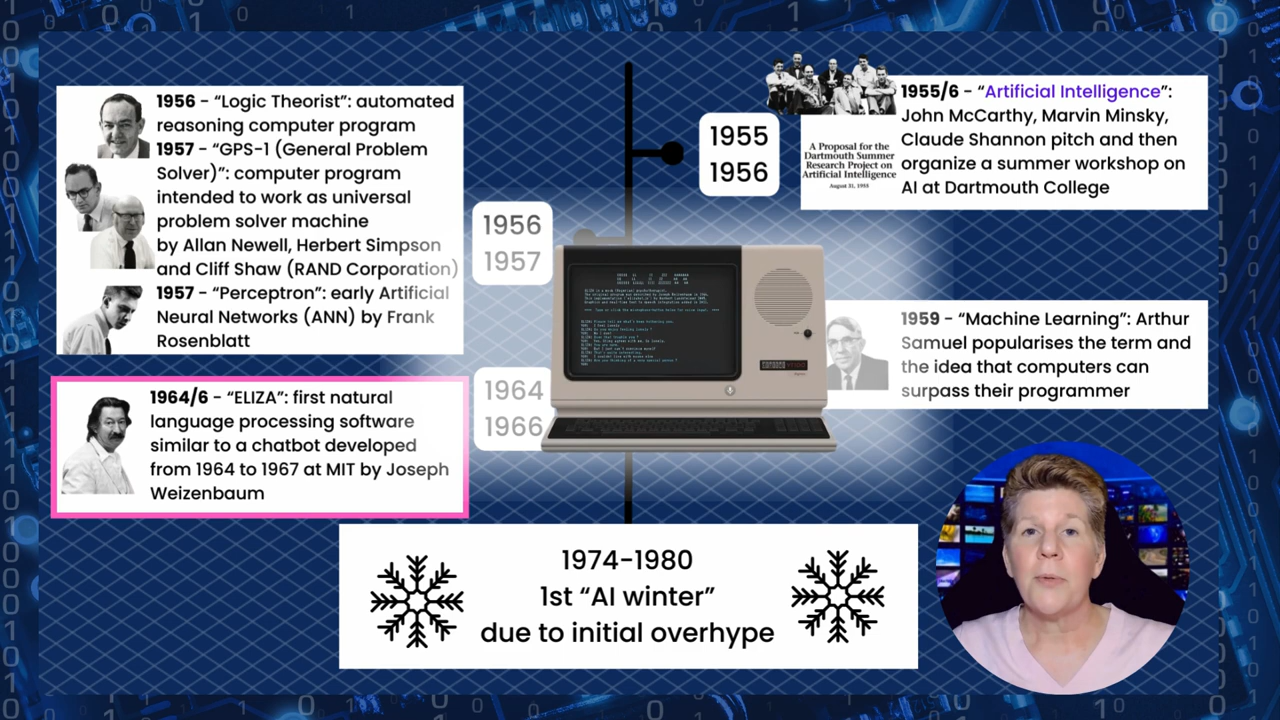 1956 - “Logic Theorist”: automated
reasoning computer program
1957 - “GPS-1 (General Problem
Solver)”: computer program
intended to work as universal
problem solver machine
by Allan Newell, Herbert Simpson
and Cliff Shaw (RAND Corporation)
1957 - “Perceptron”: early Artificial
Neural Networks (ANN) by Frank
Rosenblatt
1956
1957
1955
1956
A Proposal for the
Dartmouth Summer
Research Project on
Artificial Intelligence
August 31, 1955
1955/6 - “Artificial Intelligence”:
John McCarthy, Marvin Minsky,
Claude Shannon pitch and then
organize a summer workshop on
AI at Dartmouth College
1959 - “Machine Learning”: Arthur
Samuel popularises the term and
the idea that computers can
surpass their programmer
1964/6 - “ELIZA”: first natural
language processing software
similar to a chatbot developed
from 1964 to 1967 at MIT by Joseph
Weizenbaum
1964
1966
1974-1980
1st “AI winter”
due to initial overhype